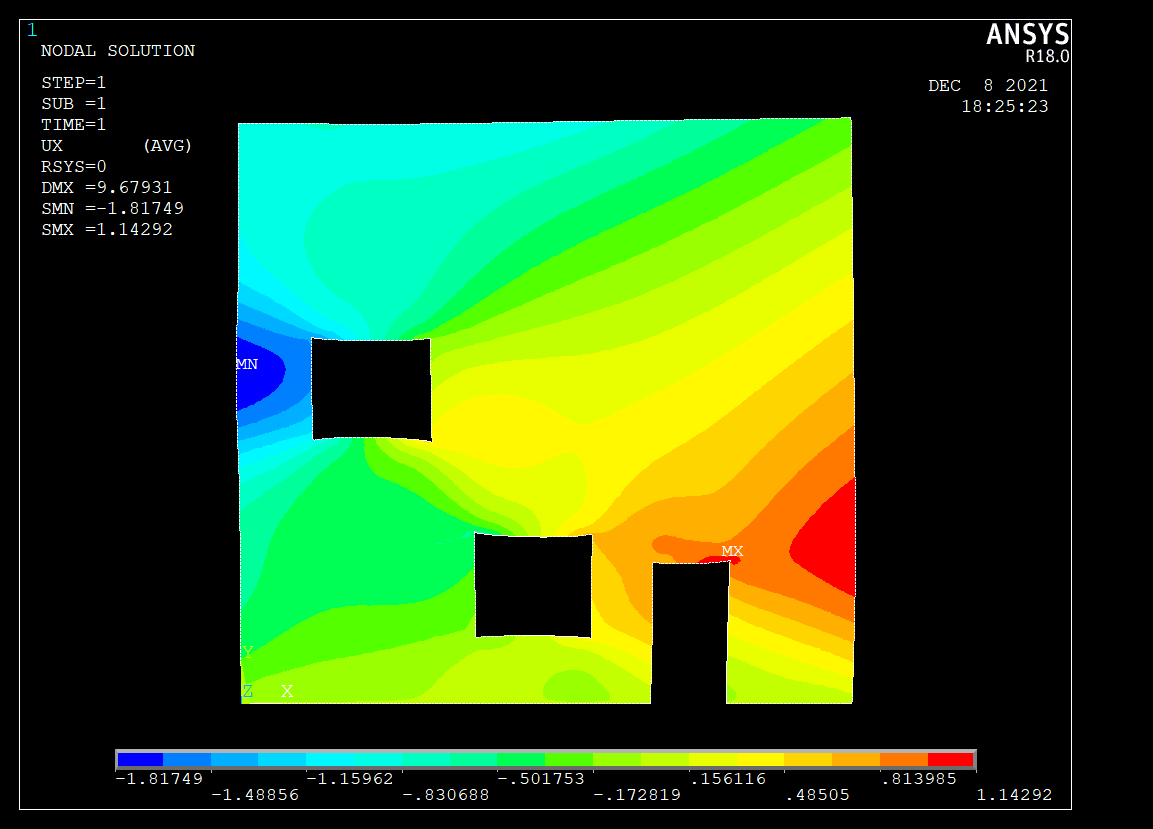 1
ANSYS
R18.0
NODAL SOLUTION
STEP=1
SUB =1
TIME=1
UX (AVG)
RSYS=0
DMX =9.67931
SMN =-1.81749
SMX =1.14292
DEC 8 2021
18:25:23
MN
MX
Y
Z X
-1.81749 -1.15962 -.501753 .156116 .813985
-1.48856 -.830688 -.172819 .48505 1.14292